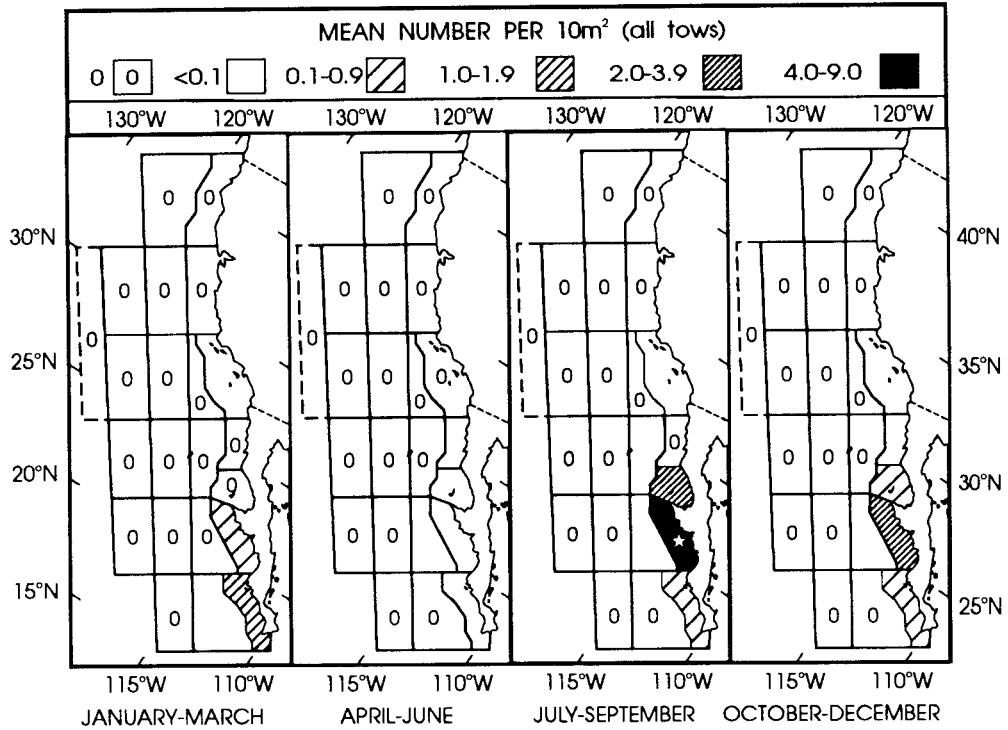 MEAN NUMBER PER 10m² (all tows)
0 0 <0.1 0.1-0.9 1.0-1.9 2.0-3.9 4.0-9.0
130°W 120°W 130°W 120°W 130°W 120°W 130°W 120°W
0 0 0 0 0 0 0 0
30°N 40°N
0 0 0 0 0 0 0 0 0 0 0 0
0 0 0
25°N 35°N
0 0 0 0 0 0 0 0 0
0 0 0 0
0 0 0
0 0 0 0 0 0 0 0 0 0 0
20°N 30°N
0
0 0 0 0 0 0 0 0 0
15°N 25°N
0 0 0 0 0 0 0
115°W 110°W 115°W 110°W 115°W 110°W 115°W 110°W
JANUARY-MARCH APRIL-JUNE JULY-SEPTEMBER OCTOBER-DECEMBER